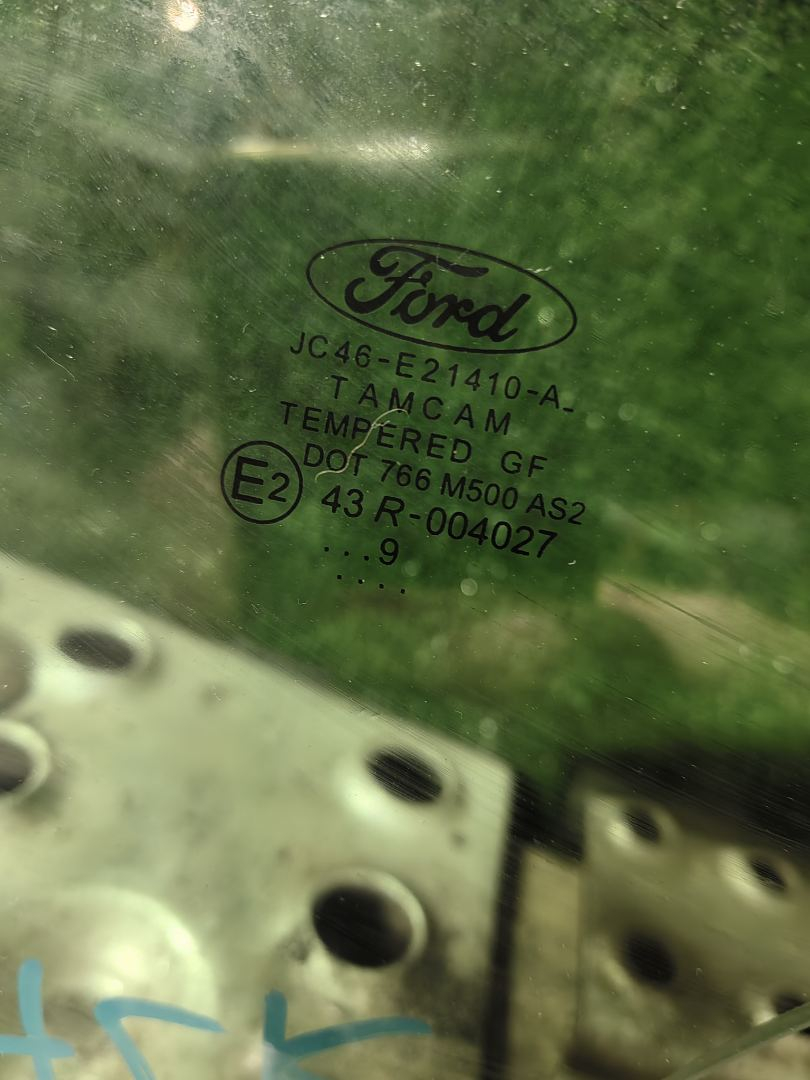 Ford
JC46-E21410-A-
TAMCAM
TEMPERED GF
DOT 766 M500 AS2
E2 43 R-004027
...9
....